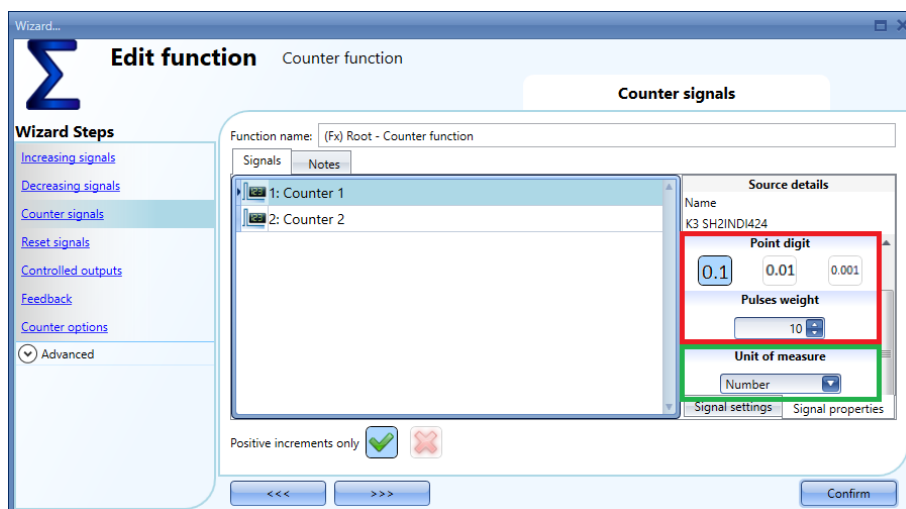 Wizard...
Edit function Counter function
Counter signals
Wizard Steps
Increasing signals
Decreasing signals
Counter signals
Reset signals
Controlled outputs
Feedback
Counter options
Advanced
Function name: (Fx) Root - Counter function
Signals Notes
1: Counter 1
2: Counter 2
Source details
Name
K3 SH2INDI424
Point digit
0.1 0.01 0.001
Pulses weight
10
Unit of measure
Number
Signal settings Signal properties
Positive increments only
<<< >>> Confirm